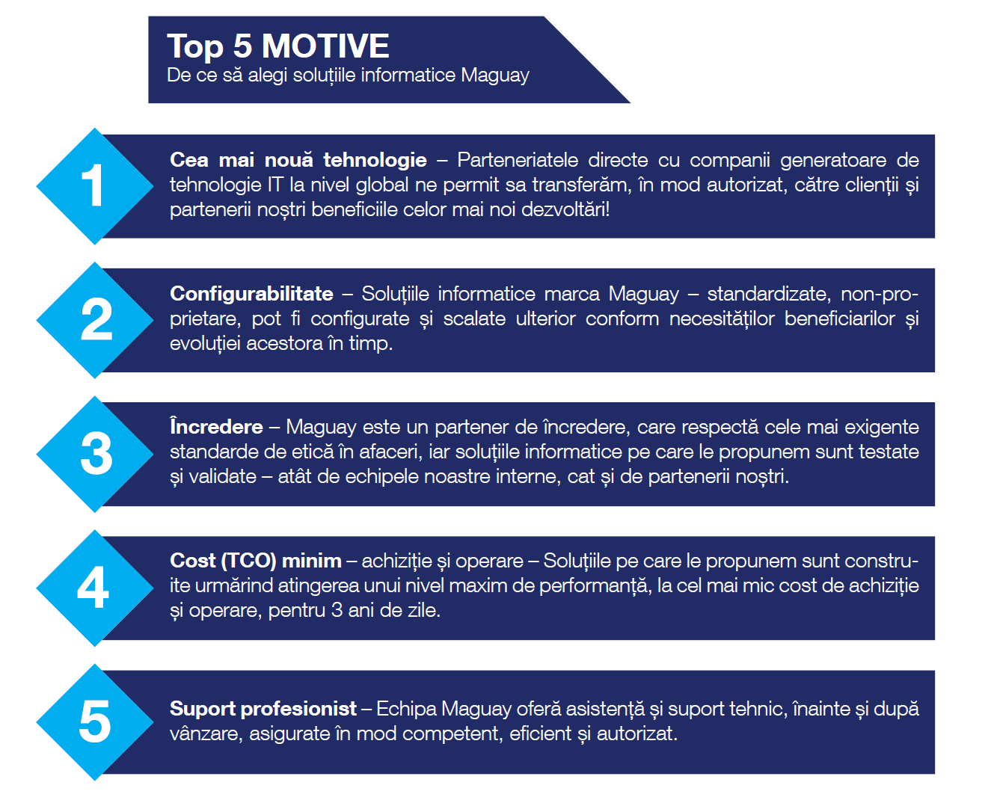 Top 5 MOTIVE
De ce să alegi soluțiile informatice Maguay
1
Cea mai nouă tehnologie – Parteneriatele directe cu companii generatoare de
tehnologie IT la nivel global ne permit sa transferăm, în mod autorizat, către clienții și
partenerii noștri beneficiile celor mai noi dezvoltări!
2
Configurabilitate – Soluțiile informatice marca Maguay – standardizate, non-pro-
prietare, pot fi configurate și scalate ulterior conform necesităților beneficiarilor și
evoluției acestora în timp.
3
Încredere – Maguay este un partener de încredere, care respectă cele mai exigente
standarde de etică în afaceri, iar soluțiile informatice pe care le propunem sunt testate
și validate – atât de echipele noastre interne, cat și de partenerii noștri.
4
Cost (TCO) minim – achiziție și operare – Soluțiile pe care le propunem sunt constru-
ite urmărind atingerea unui nivel maxim de performanță, la cel mai mic cost de achiziție
și operare, pentru 3 ani de zile.
5
Suport profesionist – Echipa Maguay oferă asistență și suport tehnic, înainte și după
vânzare, asigurate în mod competent, eficient și autorizat.